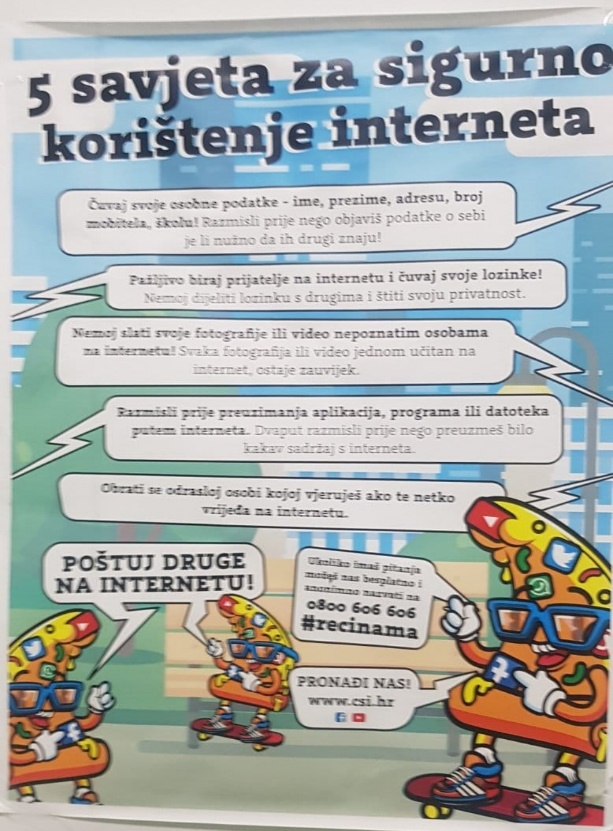 5 savjeta za sigurno
korištenje interneta
Čuvaj svoje osobne podatke - ime, prezime, adresu, broj
mobitela, školu! Razmisli prije nego objaviš podatke o sebi
je li nužno da ih drugi znaju!
Pažljivo biraj prijatelje na internetu i čuvaj svoje lozinke!
Nemoj dijeliti lozinku s drugima i štiti svoju privatnost.
Nemoj slati svoje fotografije ili video nepoznatim osobama
na internetu! Svaka fotografija ili video jednom učitan na
internet, ostaje zauvijek.
Razmisli prije preuzimanja aplikacija, programa ili datoteka
putem interneta. Dvaput razmisli prije nego preuzmeš bilo
kakav sadržaj s interneta.
Obrati se odrasloj osobi kojoj vjeruješ ako te netko
vrijeđa na internetu.
POŠTUJ DRUGE
NA INTERNETU!
Ukoliko imaš pitanja
možeš nas besplatno i
anonimno nazvati na
0800 606 606
#recinama
PRONAĐI NAS!
www.csi.hr